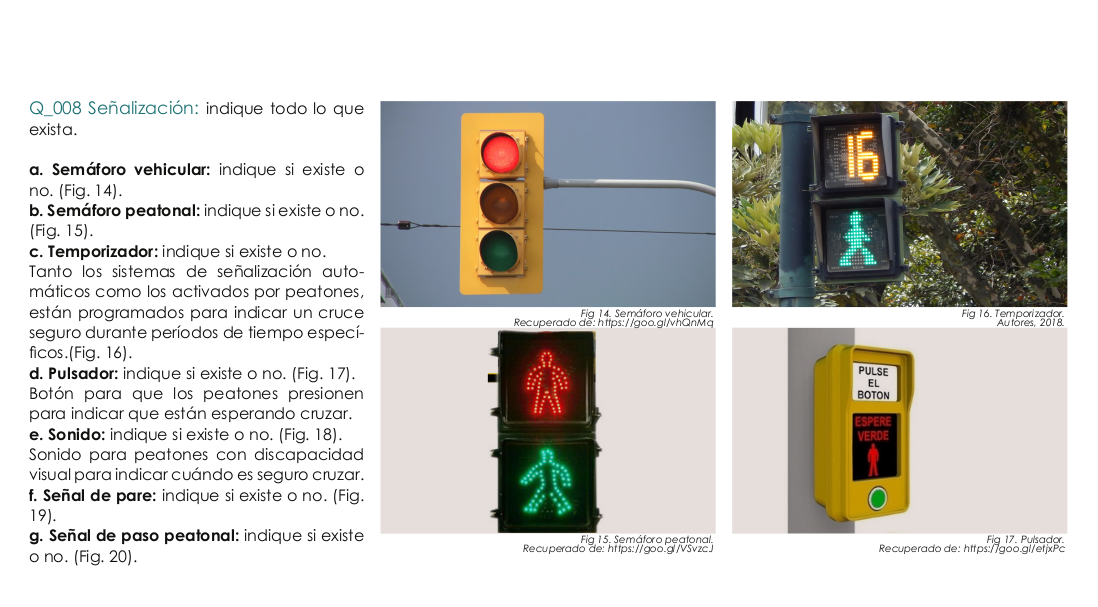 Q_008 Señalización: indique todo lo que
exista.
a. Semáforo vehicular: indique si existe o
no. (Fig. 14).
b. Semáforo peatonal: indique si existe o no.
(Fig. 15).
c. Temporizador: indique si existe o no.
Tanto los sistemas de señalización auto-
máticos como los activados por peatones,
están programados para indicar un cruce
seguro durante períodos de tiempo especí-
ficos.(Fig. 16).
d. Pulsador: indique si existe o no. (Fig. 17).
Botón para que los peatones presionen
para indicar que están esperando cruzar.
e. Sonido: indique si existe o no. (Fig. 18).
Sonido para peatones con discapacidad
visual para indicar cuándo es seguro cruzar.
f. Señal de pare: indique si existe o no. (Fig.
19).
g. Señal de paso peatonal: indique si existe
o no. (Fig. 20).
Fig 14. Semáforo vehicular.
Recuperado de: https://goo.gl/vhQnMq
16
Fig 16. Temporizador.
Autores, 2018.
Fig 15. Semáforo peatonal.
Recuperado de: https://goo.gl/VSvzcJ
PULSE
EL
BOTON
ESPERE
VERDE
Fig 17. Pulsador.
Recuperado de: https://goo.gl/etjxPc